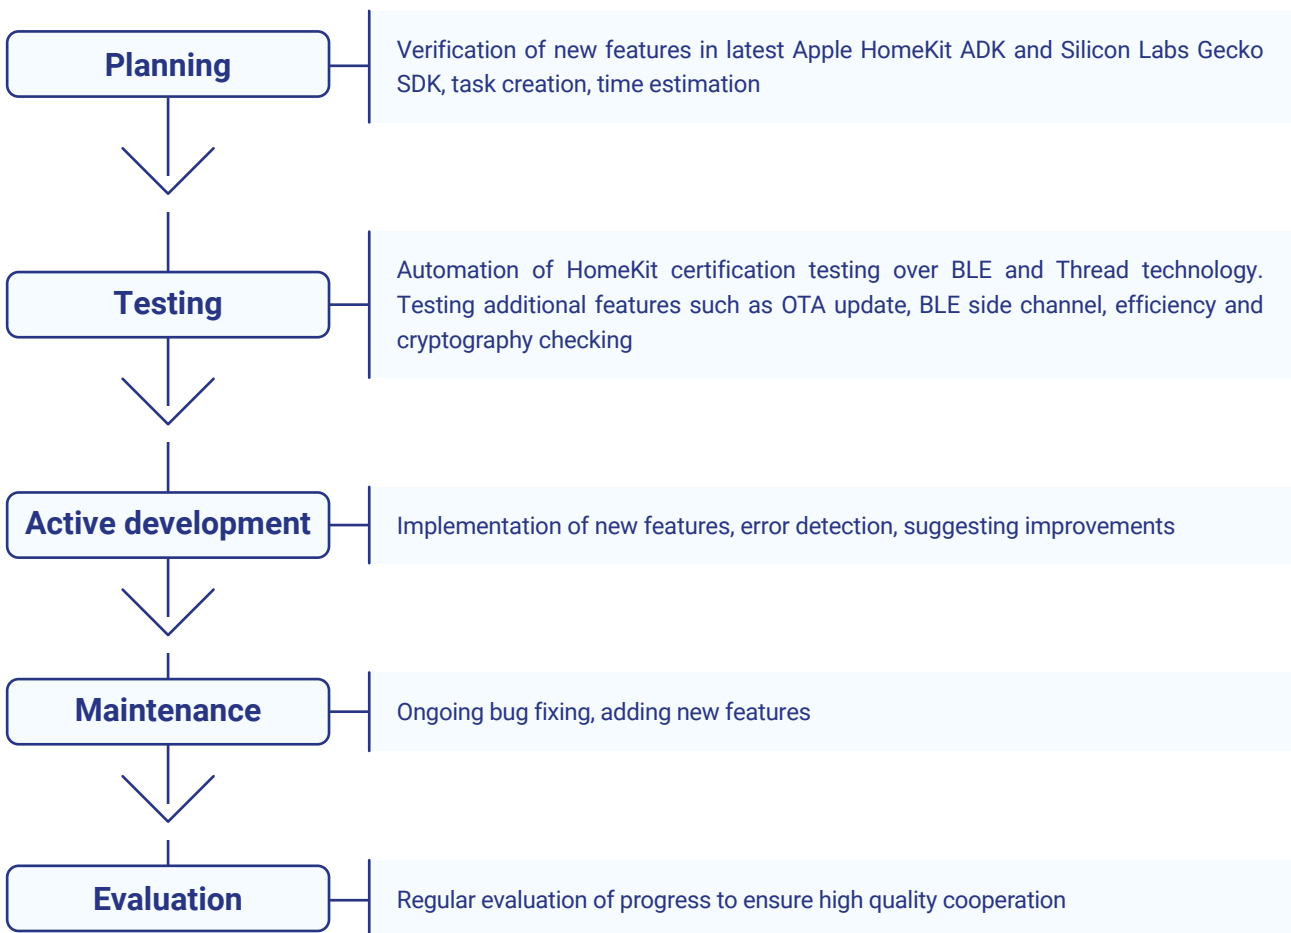 Planning
Verification of new features in latest Apple HomeKit ADK and Silicon Labs Gecko
SDK, task creation, time estimation
Testing
Automation of HomeKit certification testing over BLE and Thread technology.
Testing additional features such as OTA update, BLE side channel, efficiency and
cryptography checking
Active development
Implementation of new features, error detection, suggesting improvements
Maintenance
Ongoing bug fixing, adding new features
Evaluation
Regular evaluation of progress to ensure high quality cooperation